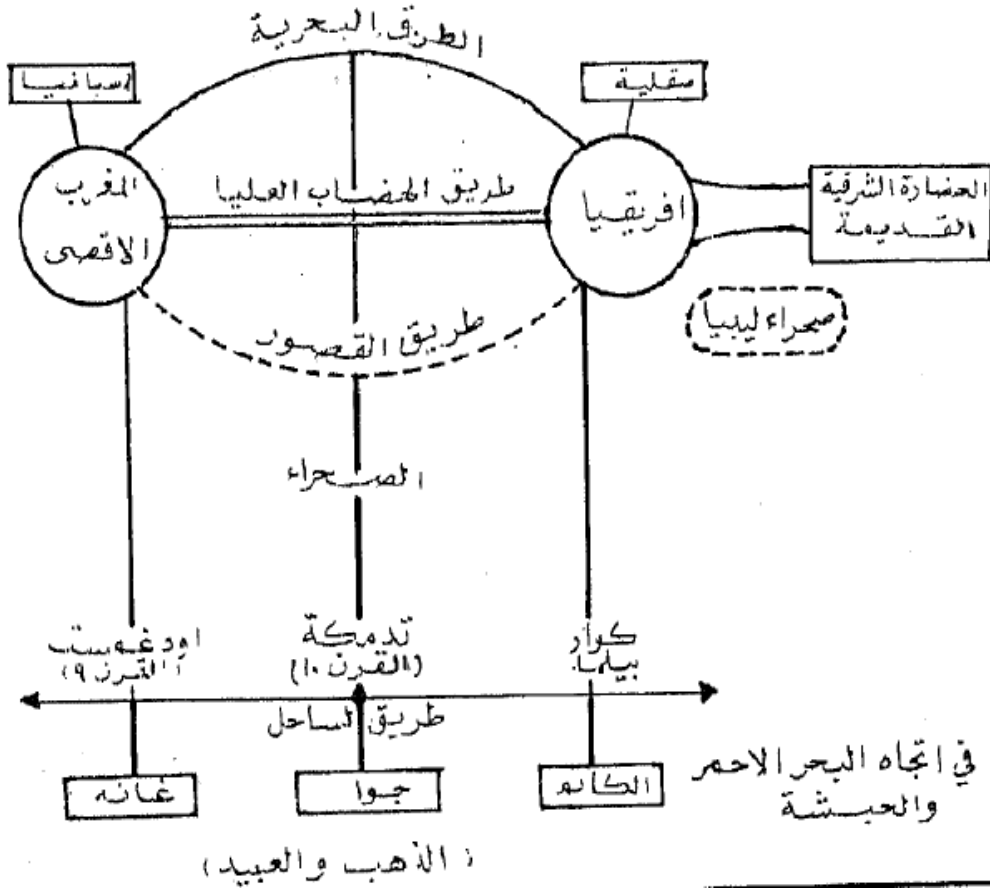 الطرق البحرية
اسبانيا
صقلية
المغرب
الاقصى
طريق الهضاب العليا
افريقيا
الحضارة الشرقية
القديمة
طريق القصور
صحراء ليبيا
الصحراء
اودغوست
(القرن ٩)
تدمكة
(القرن ١٠)
كوار
بيلما
طريق الساحل
غانه
جوا
الكانم
في اتجاه البحر الاحمر
والحبشة
(الذهب والعبيد)